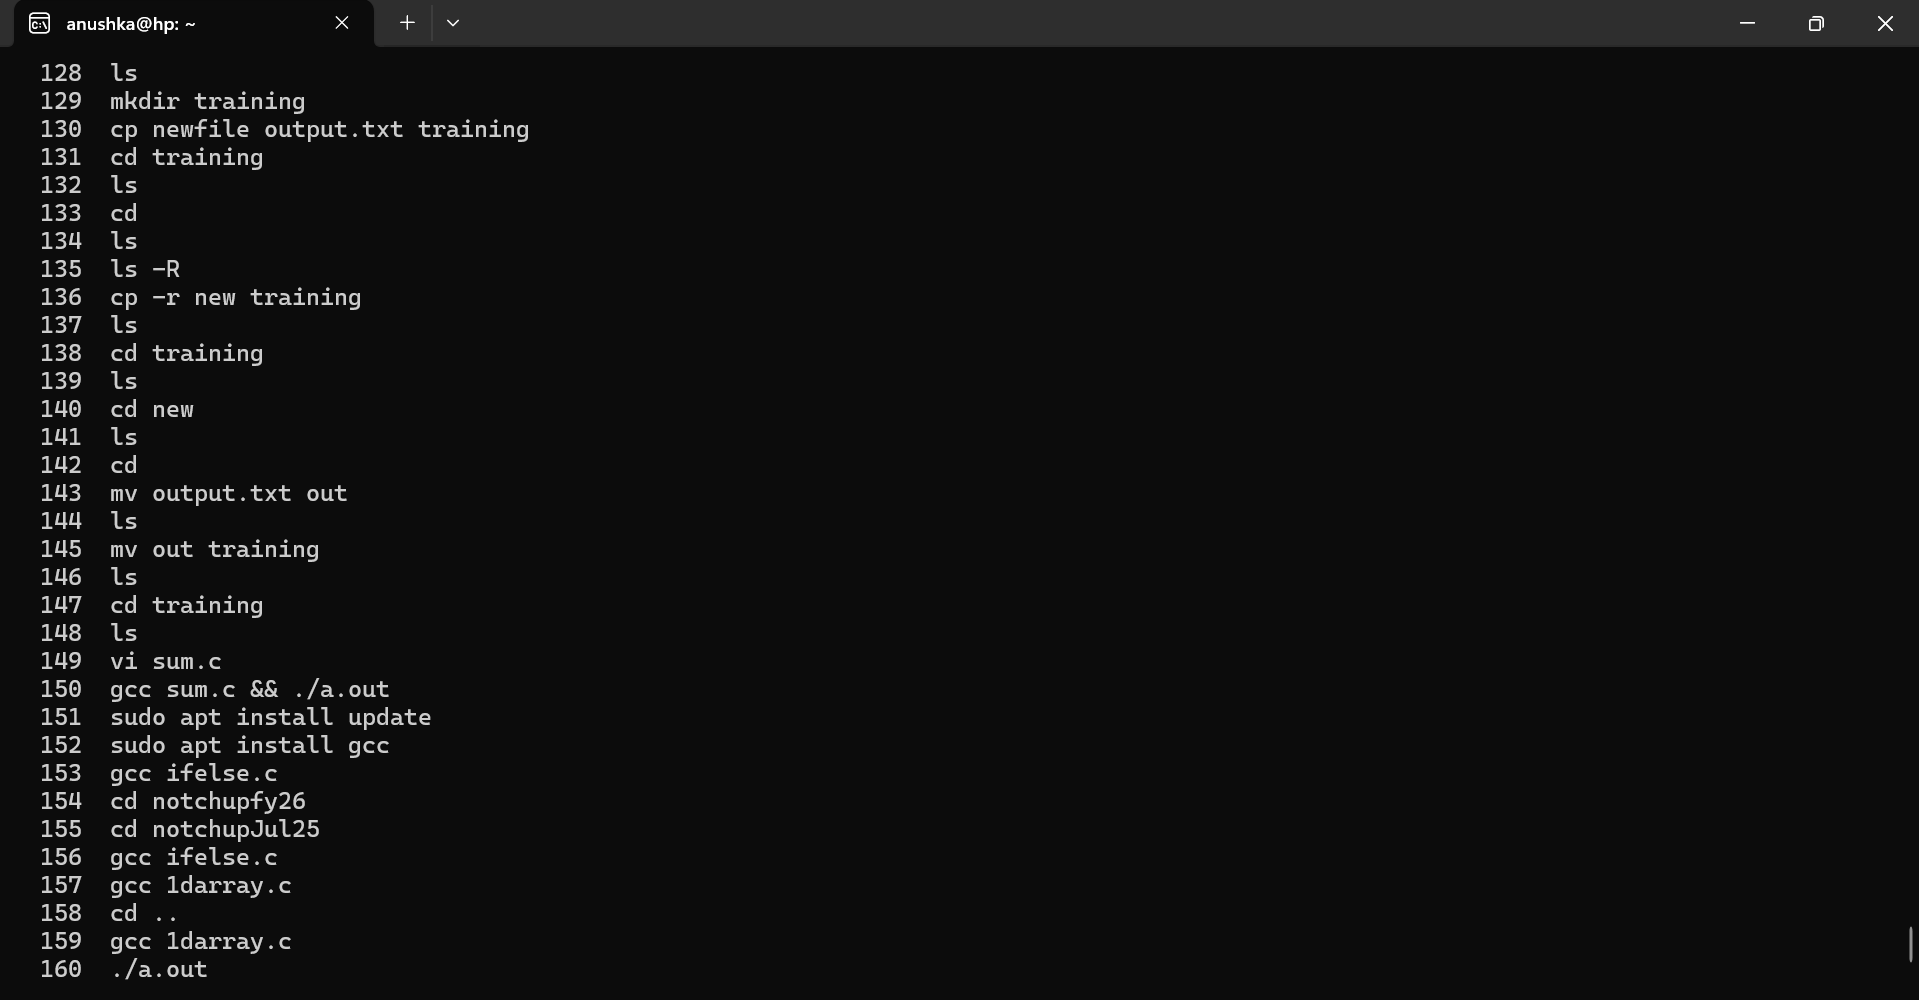 anushka@hp: ~
128 ls
129 mkdir training
130 cp newfile output.txt training
131 cd training
132 ls
133 cd
134 ls
135 ls -R
136 cp -r new training
137 ls
138 cd training
139 ls
140 cd new
141 ls
142 cd
143 mv output.txt out
144 ls
145 mv out training
146 ls
147 cd training
148 ls
149 vi sum.c
150 gcc sum.c && ./a.out
151 sudo apt install update
152 sudo apt install gcc
153 gcc ifelse.c
154 cd notchupfy26
155 cd notchupJul25
156 gcc ifelse.c
157 gcc 1darray.c
158 cd ..
159 gcc 1darray.c
160 ./a.out